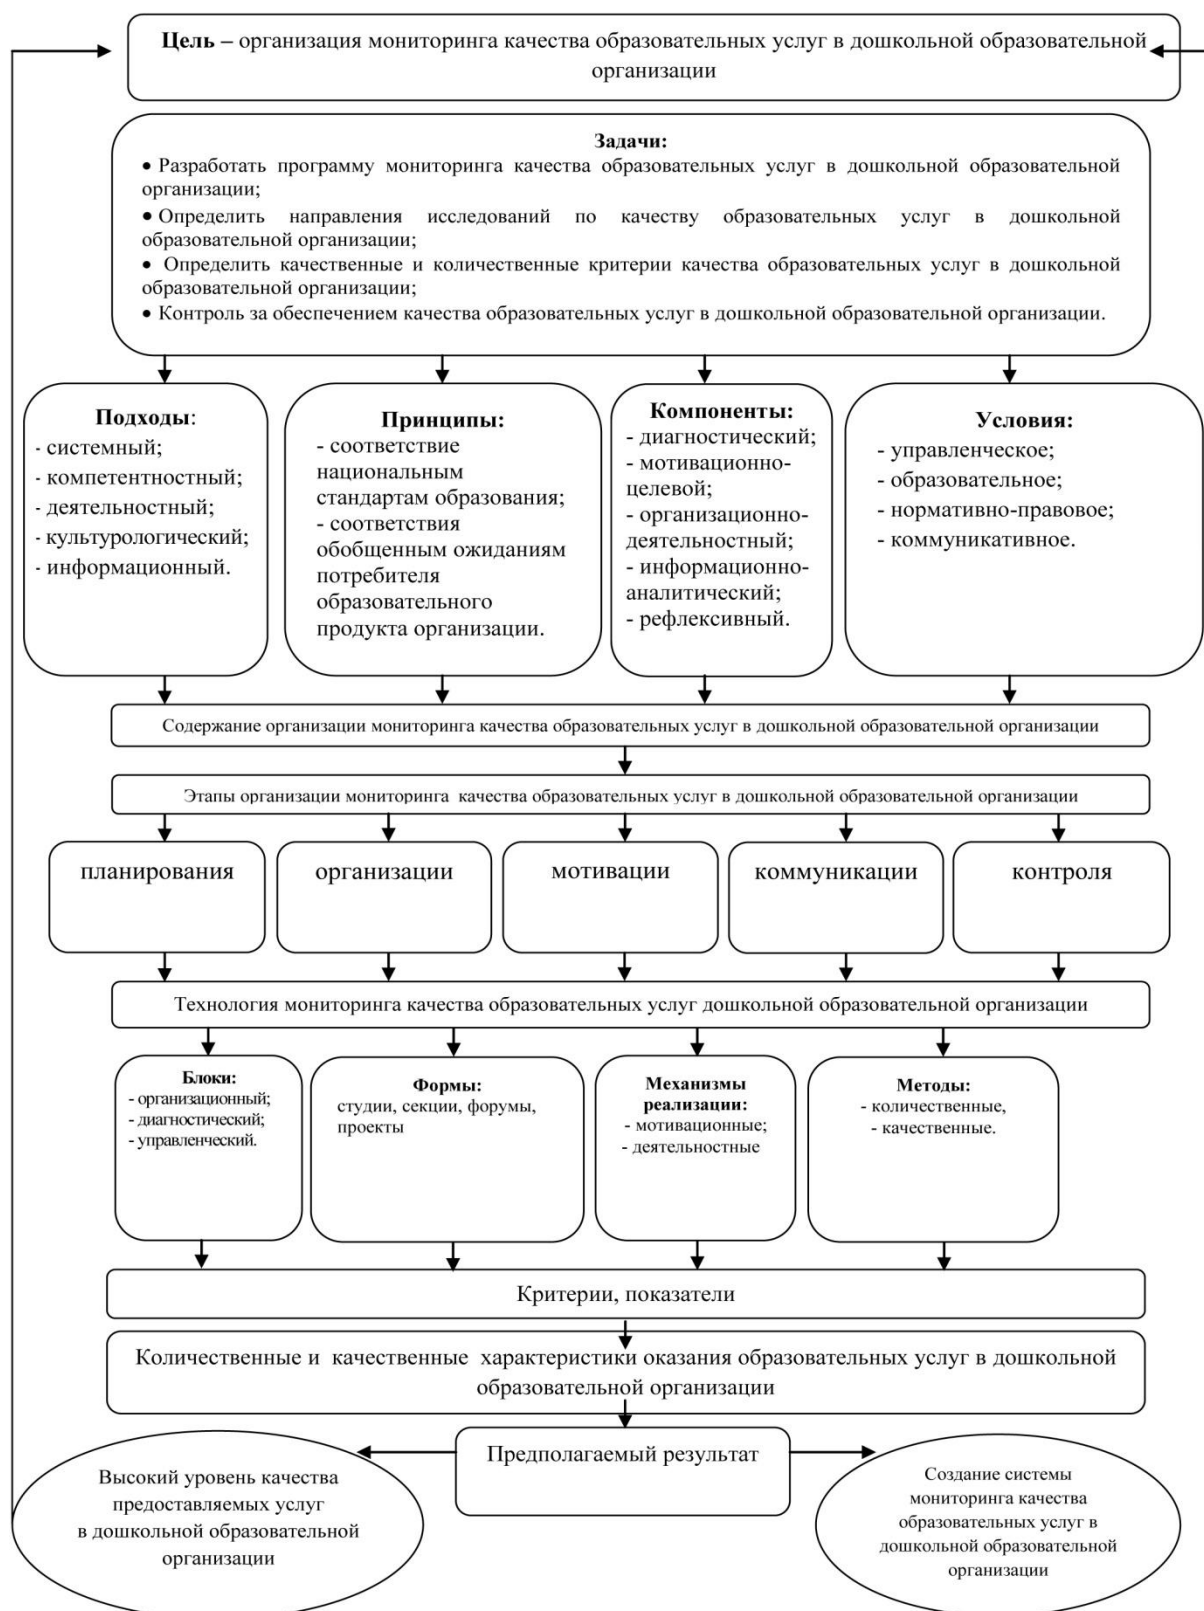 Цель – организация мониторинга качества образовательных услуг в дошкольной образовательной
организации
Задачи:
• Разработать программу мониторинга качества образовательных услуг в дошкольной образовательной
организации;
• Определить направления исследований по качеству образовательных услуг в дошкольной
образовательной организации;
• Определить качественные и количественные критерии качества образовательных услуг в дошкольной
образовательной организации;
• Контроль за обеспечением качества образовательных услуг в дошкольной образовательной организации.
Подходы:
- системный;
- компетентностный;
- деятельностный;
- культурологический;
- информационный.
Принципы:
- соответствие
национальным
стандартам образования;
- соответствия
обобщенным ожиданиям
потребителя
образовательного
продукта организации.
Компоненты:
- диагностический;
- мотивационно-
целевой;
- организационно-
деятельностный;
- информационно-
аналитический;
- рефлексивный.
Условия:
- управленческое;
- образовательное;
- нормативно-правовое;
- коммуникативное.
Содержание организации мониторинга качества образовательных услуг в дошкольной образовательной организации
Этапы организации мониторинга качества образовательных услуг в дошкольной образовательной организации
планирования
организации
мотивации
коммуникации
контроля
Технология мониторинга качества образовательных услуг дошкольной образовательной организации
Блоки:
- организационный;
- диагностический;
- управленческий.
Формы:
студии, секции, форумы,
проекты
Механизмы
реализации:
- мотивационные;
- деятельностные
Методы:
- количественные,
- качественные.
Критерии, показатели
Количественные и качественные характеристики оказания образовательных услуг в дошкольной
образовательной организации
Предполагаемый результат
Высокий уровень качества
предоставляемых услуг
в дошкольной образовательной
организации
Создание системы
мониторинга качества
образовательных услуг в
дошкольной образовательной
организации